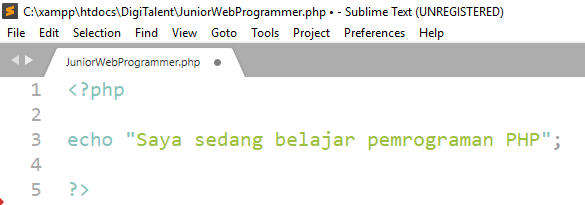 C:\xampp\htdocs\DigiTalent\JuniorWebProgrammer.php • - Sublime Text (UNREGISTERED)
File Edit Selection Find View Goto Tools Project Preferences Help
JuniorWebProgrammer.php
1 <?php
2
3 echo "Saya sedang belajar pemrograman PHP";
4
5 ?>